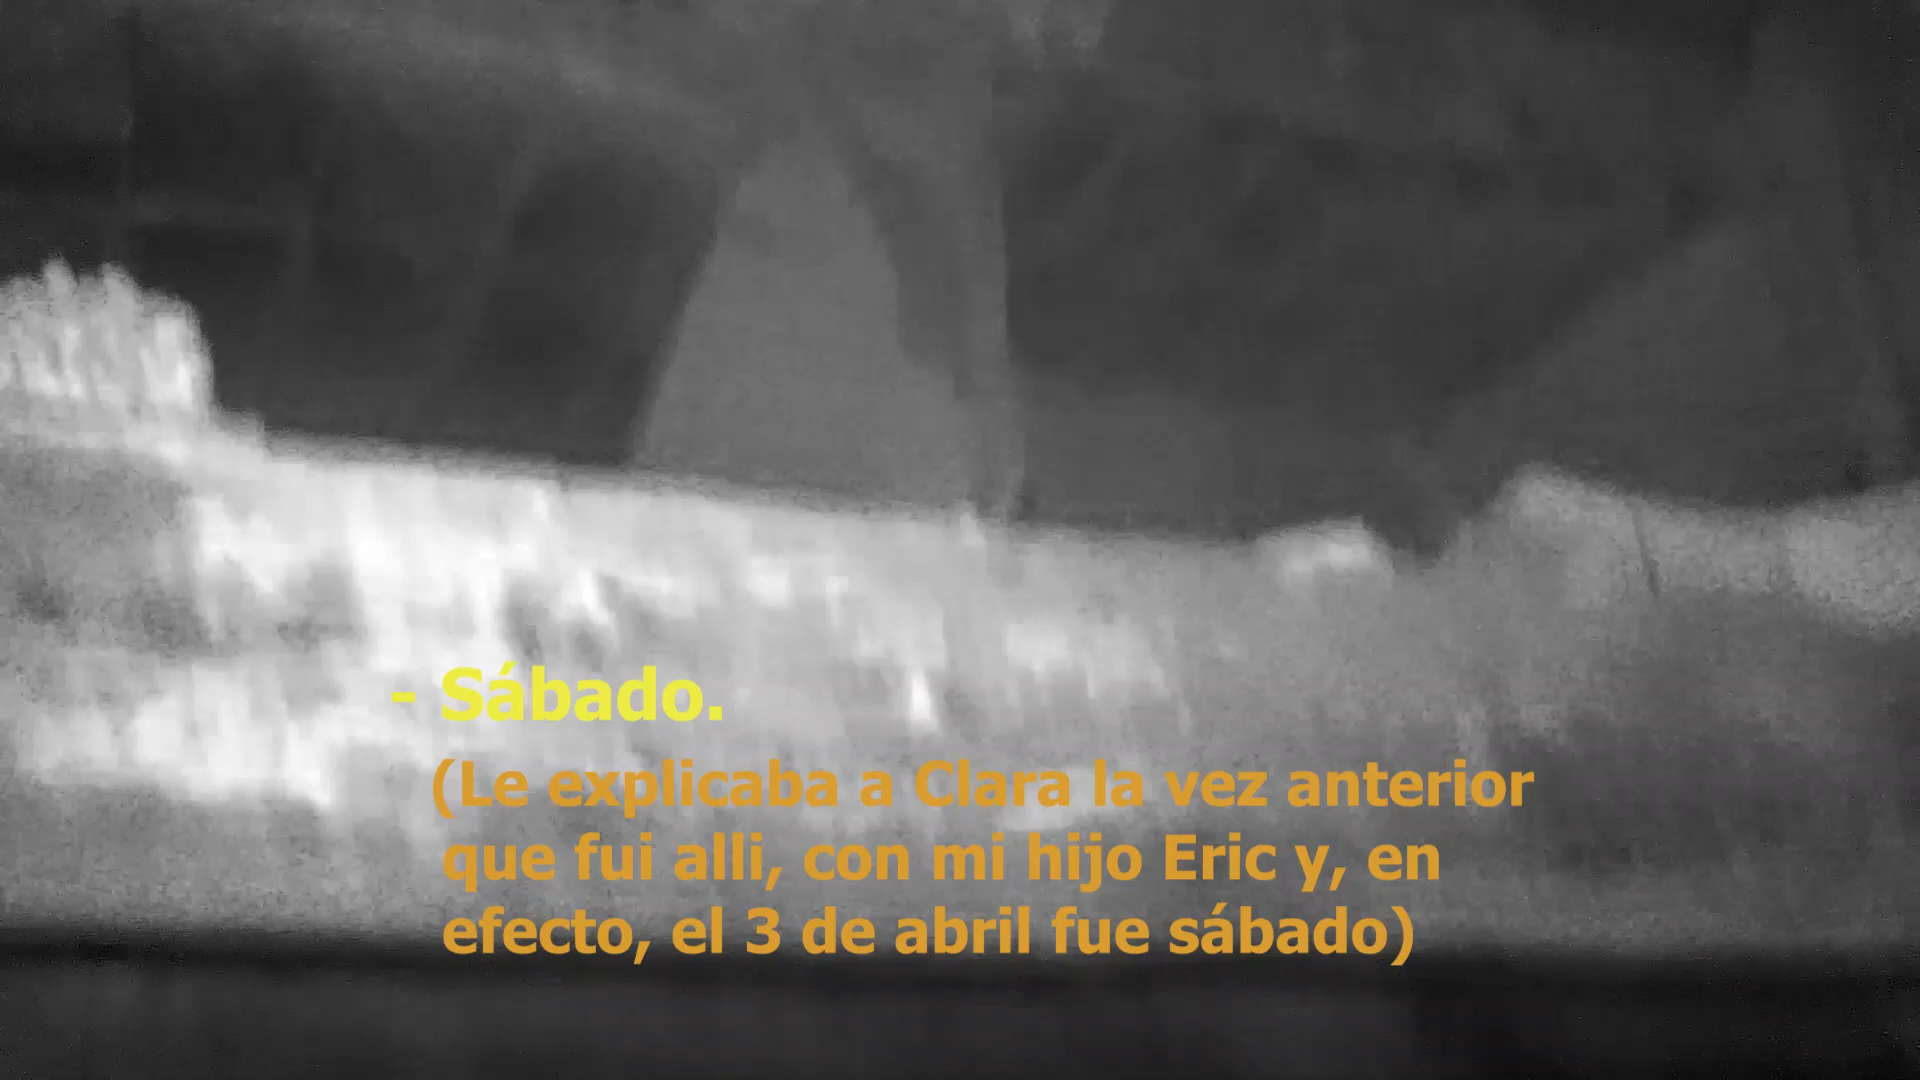 - Sábado.
(Le explicaba a Clara la vez anterior
que fui alli, con mi hijo Eric y, en
efecto, el 3 de abril fue sábado)